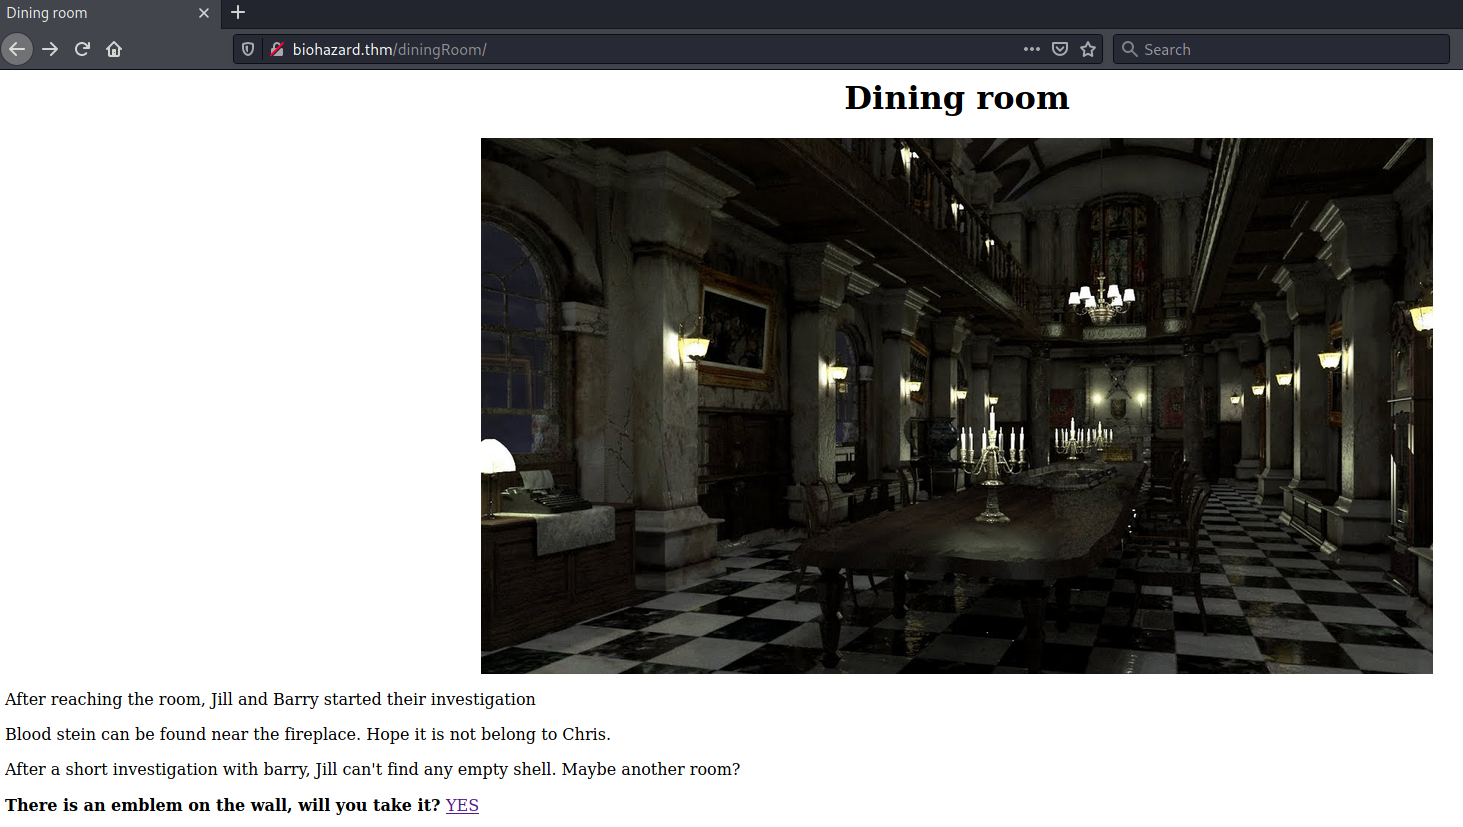 Dining room
biohazard.thm/diningRoom/
Search
Dining room
After reaching the room, Jill and Barry started their investigation
Blood stein can be found near the fireplace. Hope it is not belong to Chris.
After a short investigation with barry, Jill can't find any empty shell. Maybe another room?
There is an emblem on the wall, will you take it? YES